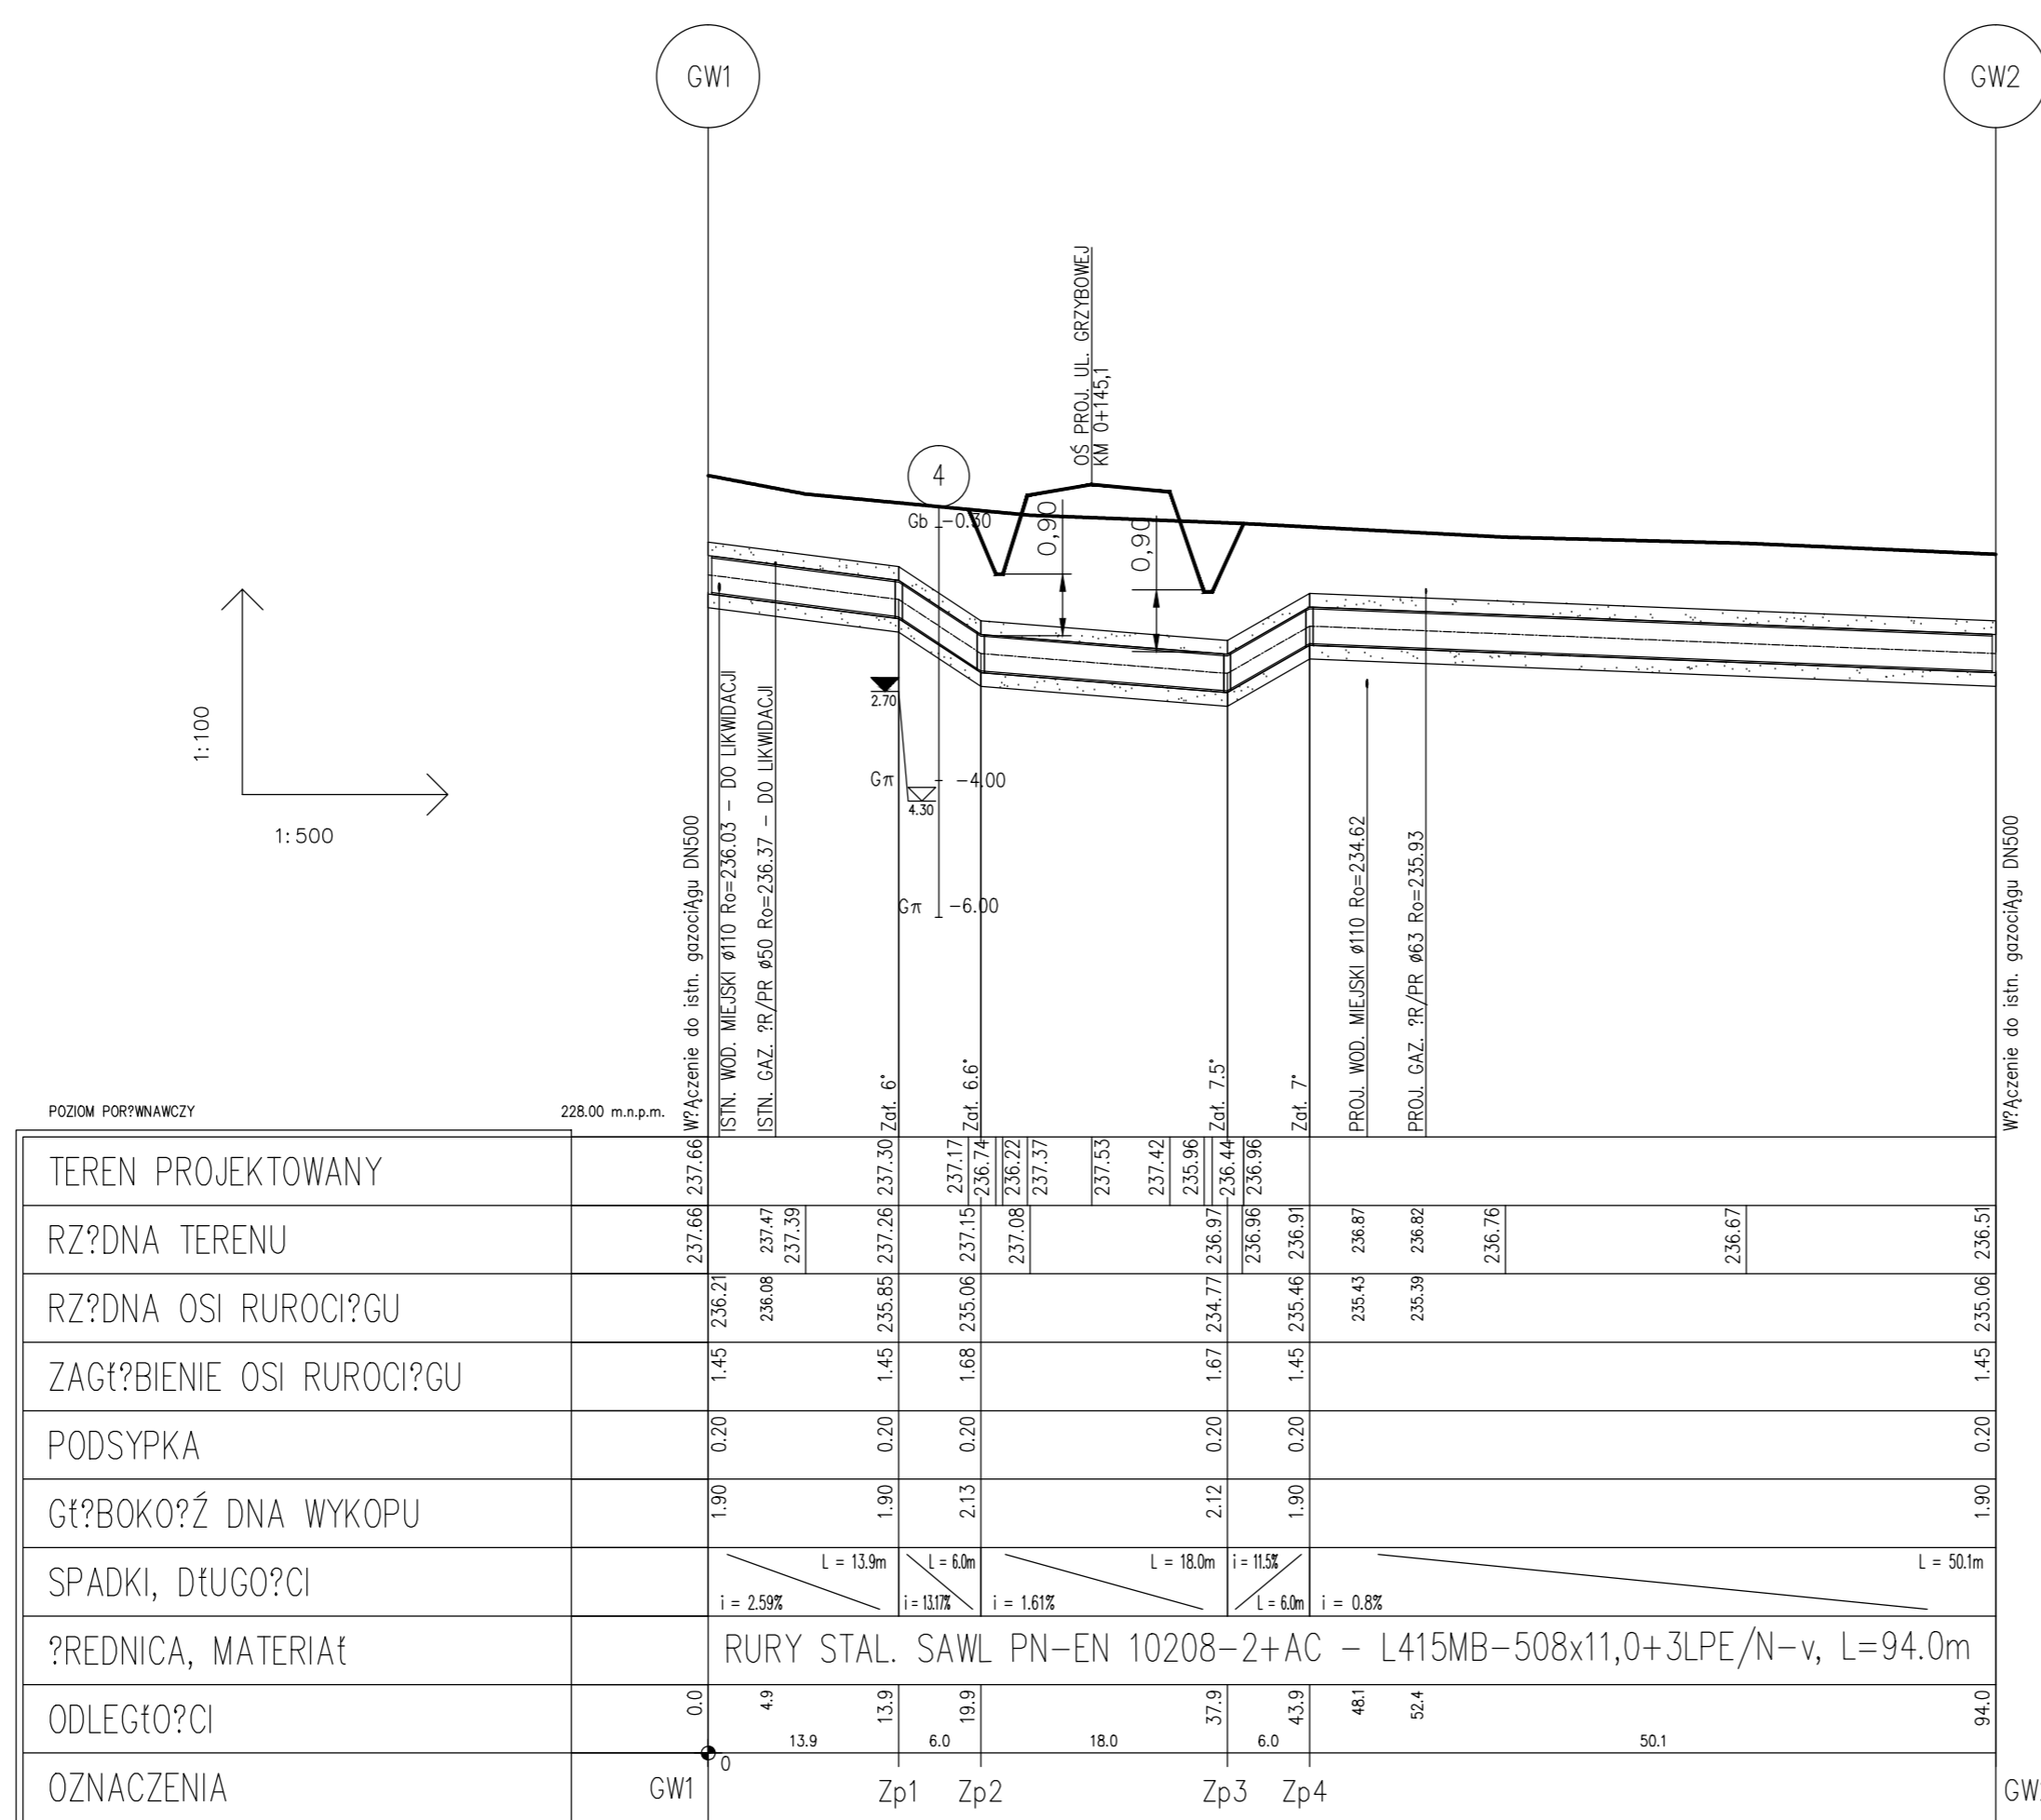 GW1
GW2
OŚ PROJ. UL. GRZYBOWEJ
KM 0+145,1
4
Gb -0.30
0,90
0,90
2.70
Gπ -4.00
4.30
Gπ -6.00
1:100
1:500
W?Ączenie do istn. gazociĄgu DN500
ISTN. WOD. MIEJSKI ø110 Ro=236.03 - DO LIKWIDACJI
ISTN. GAZ. ?R/PR ø50 Ro=236.37 - DO LIKWIDACJI
Zał. 6°
Zał. 6.6°
Zał. 7.5°
Zał. 7°
PROJ. WOD. MIEJSKI ø110 Ro=234.62
PROJ. GAZ. ?R/PR ø63 Ro=235.93
W?Ączenie do istn. gazociĄgu DN500
POZIOM POR?WNAWCZY 228.00 m.n.p.m.
TEREN PROJEKTOWANY 237.66 237.30 237.17 236.74 236.22 237.37 237.53 237.42 235.96 236.44 236.96
RZ?DNA TERENU 237.66 237.47 237.39 237.26 237.15 237.08 236.97 236.96 236.91 236.87 236.82 236.76 236.67 236.51
RZ?DNA OSI RUROCI?GU 236.21 236.08 235.85 235.06 234.77 235.46 235.43 235.39 235.06
ZAGł?BIENIE OSI RUROCI?GU 1.45 1.45 1.68 1.67 1.45 1.45
PODSYPKA 0.20 0.20 0.20 0.20 0.20 0.20
Gł?BOKO?Ź DNA WYKOPU 1.90 1.90 2.13 2.12 1.90 1.90
SPADKI, DłUGO?CI
L = 13.9m L = 6.0m L = 18.0m i = 11.5% L = 50.1m
i = 2.59% i = 13.17% i = 1.61% L = 6.0m i = 0.8%
?REDNICA, MATERIAł RURY STAL. SAWL PN-EN 10208-2+AC - L415MB-508x11,0+3LPE/N-v, L=94.0m
ODLEGłO?CI 0.0 4.9 13.9 19.9 37.9 43.9 48.1 52.4 94.0
13.9 6.0 18.0 6.0 50.1
0
OZNACZENIA GW1 Zp1 Zp2 Zp3 Zp4